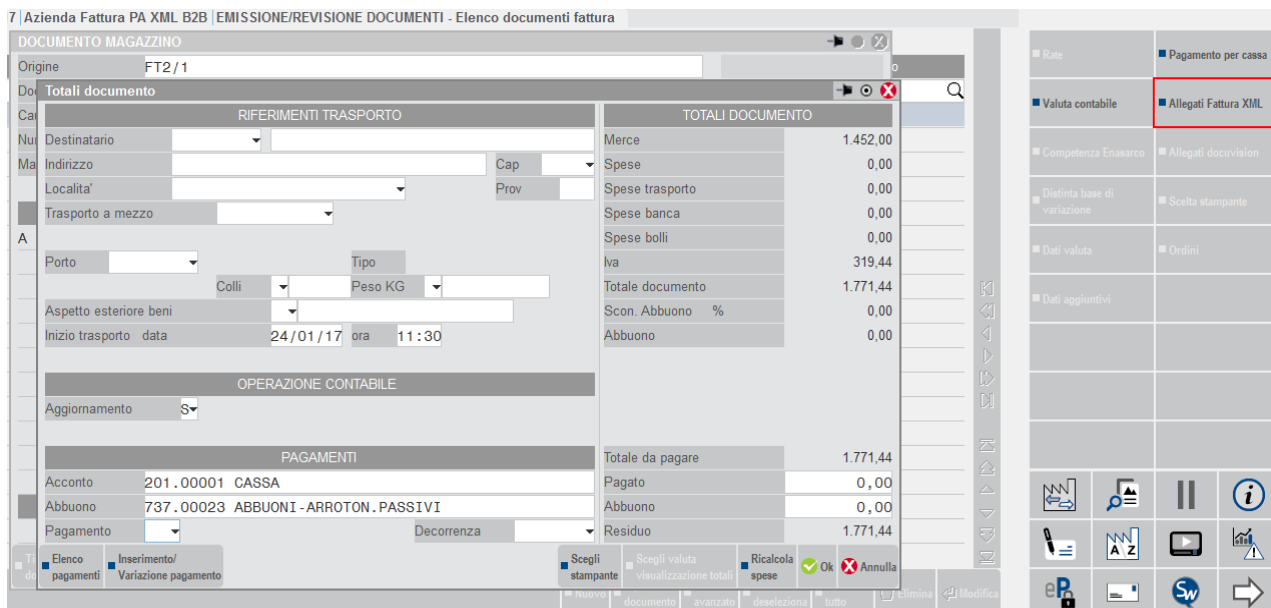 7 Azienda Fattura PA XML B2B EMISSIONE/REVISIONE DOCUMENTI - Elenco documenti fattura
DOCUMENTO MAGAZZINO
Origine FT2/1
Totali documento
RIFERIMENTI TRASPORTO
TOTALI DOCUMENTO
Destinatario
Merce 1.452,00
Indirizzo Cap
Spese 0,00
Localita' Prov
Spese trasporto 0,00
Trasporto a mezzo
Spese banca 0,00
A
Spese bolli 0,00
Porto Tipo
Iva 319,44
Colli Peso KG
Totale documento 1.771,44
Aspetto esteriore beni
Scon. Abbuono % 0,00
Inizio trasporto data 24/01/17 ora 11:30
Abbuono 0,00
OPERAZIONE CONTABILE
Aggiornamento S
PAGAMENTI
Totale da pagare 1.771,44
Acconto 201.00001 CASSA
Pagato 0,00
Abbuono 737.00023 ABBUONI-ARROTON.PASSIVI
Abbuono 0,00
Pagamento Decorrenza
Residuo 1.771,44
Elenco pagamenti
Inserimento/
Variazione pagamento
Scegli stampante
Scegli valuta
visualizzazione totali
Ricalcola spese
Ok
Annulla
Nuovo
documento
avanzato
deseleziona
tutto
Elimina
Modifica
Rate
Pagamento per cassa
Valuta contabile
Allegati Fattura XML
Competenza Enasarco
Allegati docuvision
Distinta base di
variazione
Scelta stampante
Dati valuta
Ordini
Dati aggiuntivi
A Z
eP
Sw